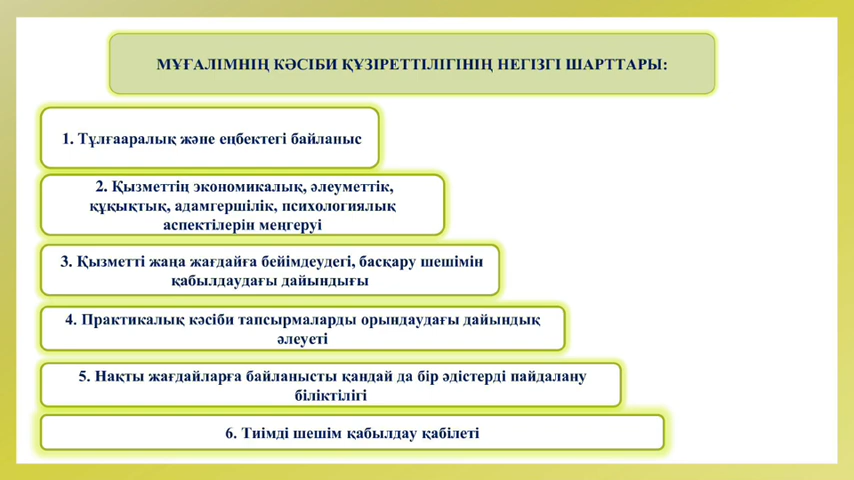 МҰҒАЛІМНІҢ КӘСІБИ ҚҰЗІРЕТТІЛІГІНІҢ НЕГІЗГІ ШАРТТАРЫ:
1. Тұлғааралық және еңбектегі байланыс
2. Қызметтің экономикалық, әлеуметтік,
құқықтық, адамгершілік, психологиялық
аспектілерін меңгеруі
3. Қызметті жаңа жағдайға бейімдеудегі, басқару шешімін
қабылдаудағы дайындығы
4. Практикалық кәсіби тапсырмаларды орындаудағы дайындық
әлеуеті
5. Нақты жағдайларға байланысты қандай да бір әдістерді пайдалану
біліктілігі
6. Тиімді шешім қабылдау қабілеті